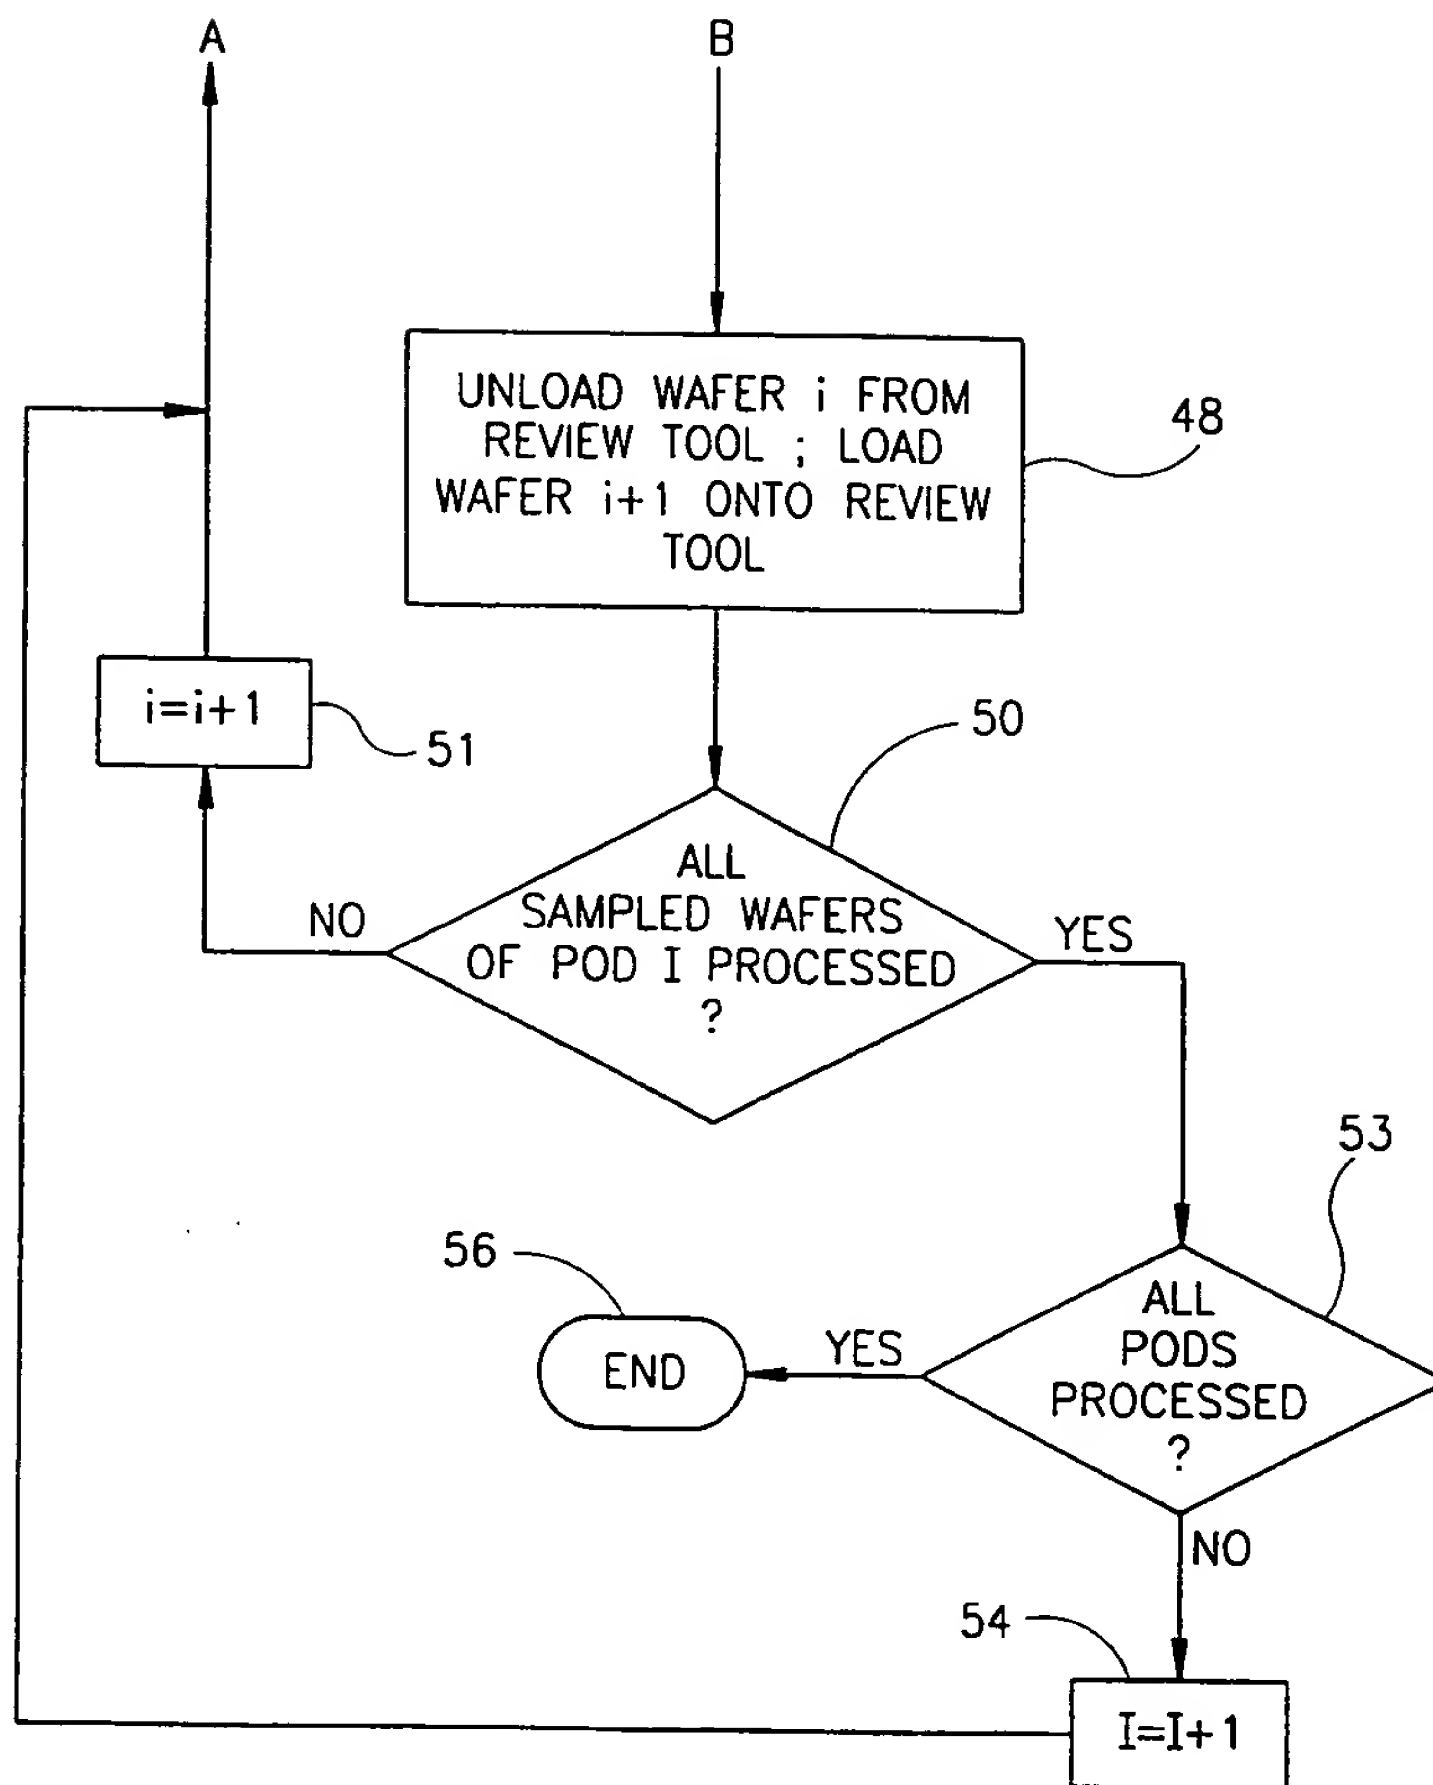 A
B
UNLOAD WAFER i FROM
REVIEW TOOL ; LOAD
WAFER i+1 ONTO REVIEW
TOOL
48
i=i+1
51
50
ALL
SAMPLED WAFERS
OF POD I PROCESSED
?
NO
YES
53
56
END
YES
ALL
PODS
PROCESSED
?
NO
54
I=I+1